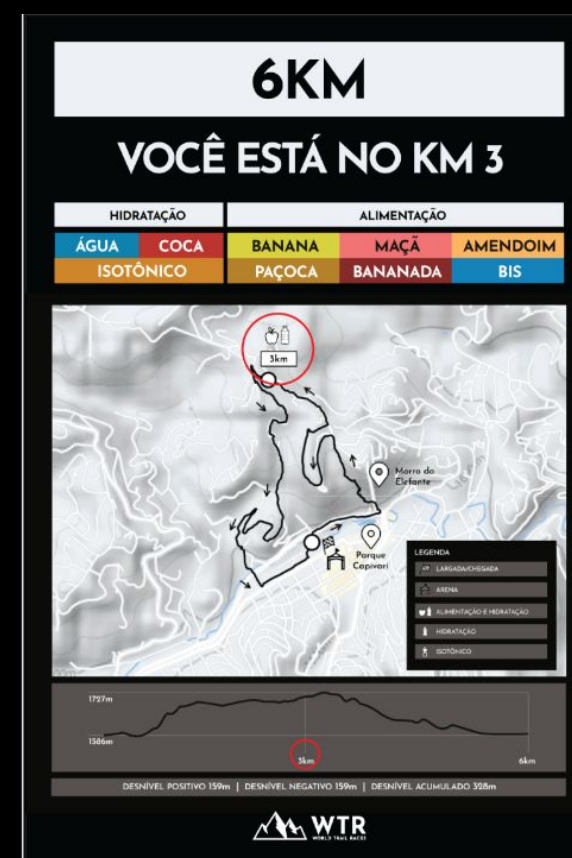 6KM
VOCÊ ESTÁ NO KM 3
HIDRATAÇÃO ALIMENTAÇÃO
ÁGUA COCA BANANA MAÇÃ AMENDOIM
ISOTÔNICO PAÇOCA BANANADA BIS
3km
Morro do
Elefante
Parque
Capivari
LEGENDA
LARGADA/CHEGADA
ARENA
ALIMENTAÇÃO E HIDRATAÇÃO
HIDRATAÇÃO
ISOTÔNICO
1727m
1586m
3km 6km
DESNÍVEL POSITIVO 159m | DESNÍVEL NEGATIVO 159m | DESNÍVEL ACUMULADO 328m
WTR
WORLD TRAIL RACES